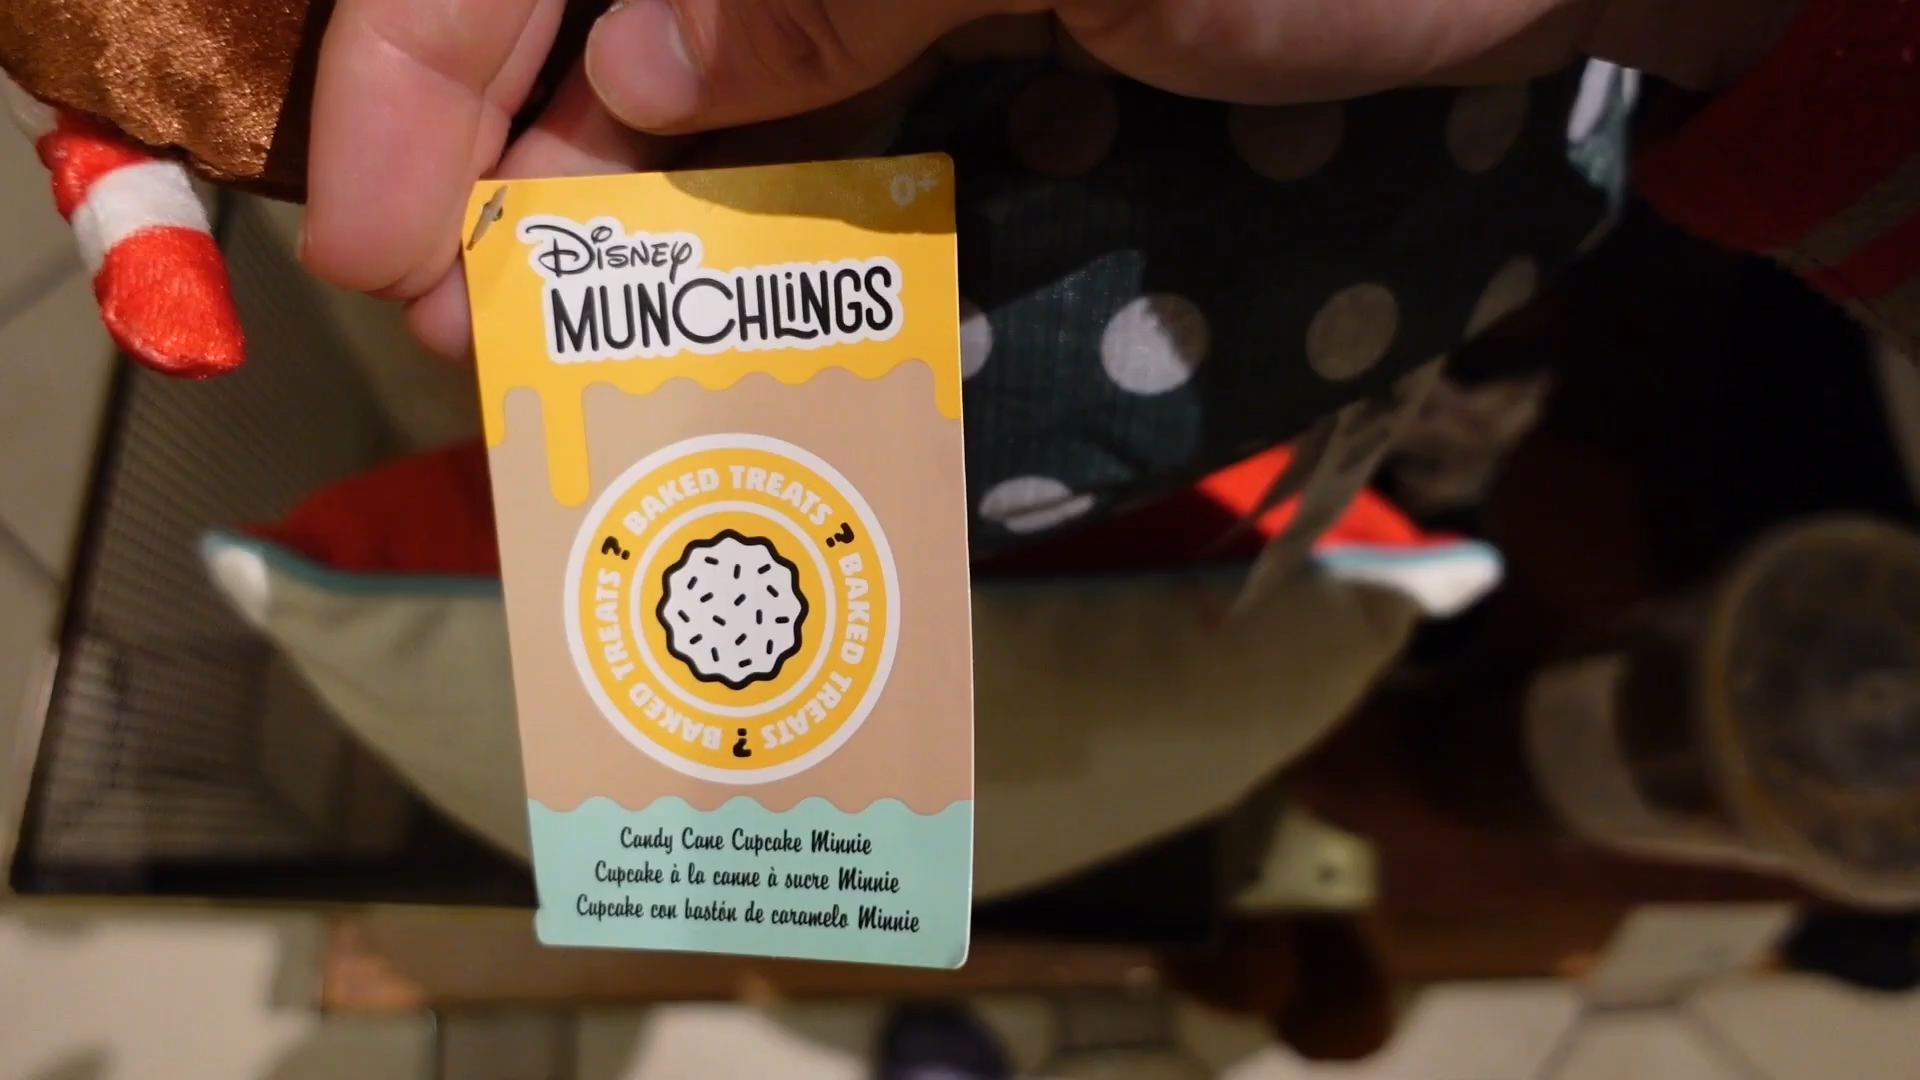 0+
Disney
MUNCHLiNGS
BAKED TREATS ? BAKED TREATS ? BAKED TREATS ?
Candy Cane Cupcake Minnie
Cupcake à la canne à sucre Minnie
Cupcake con bastón de caramelo Minnie